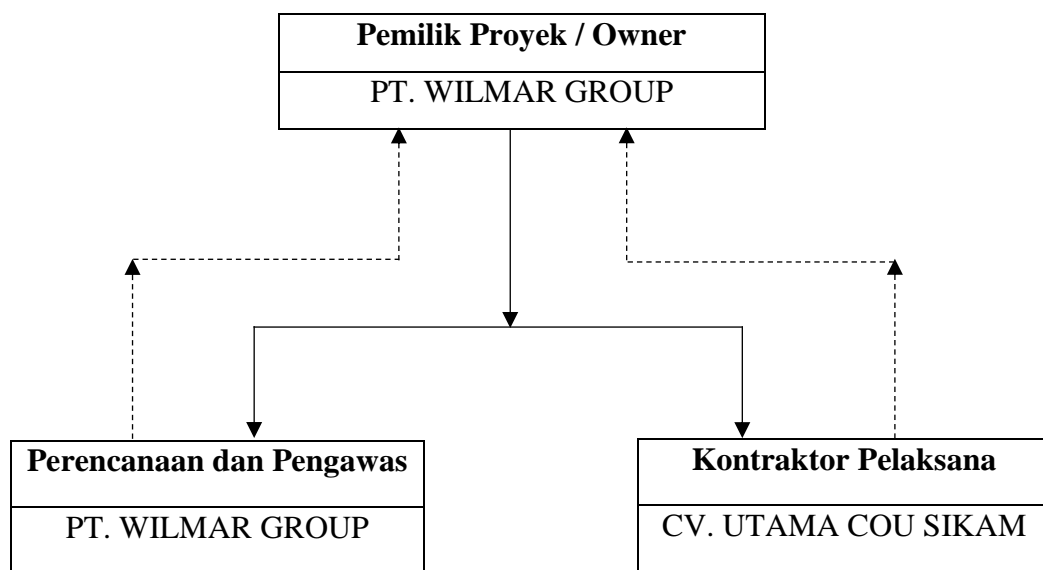 Pemilik Proyek / Owner
PT. WILMAR GROUP
Perencanaan dan Pengawas
PT. WILMAR GROUP
Kontraktor Pelaksana
CV. UTAMA COU SIKAM